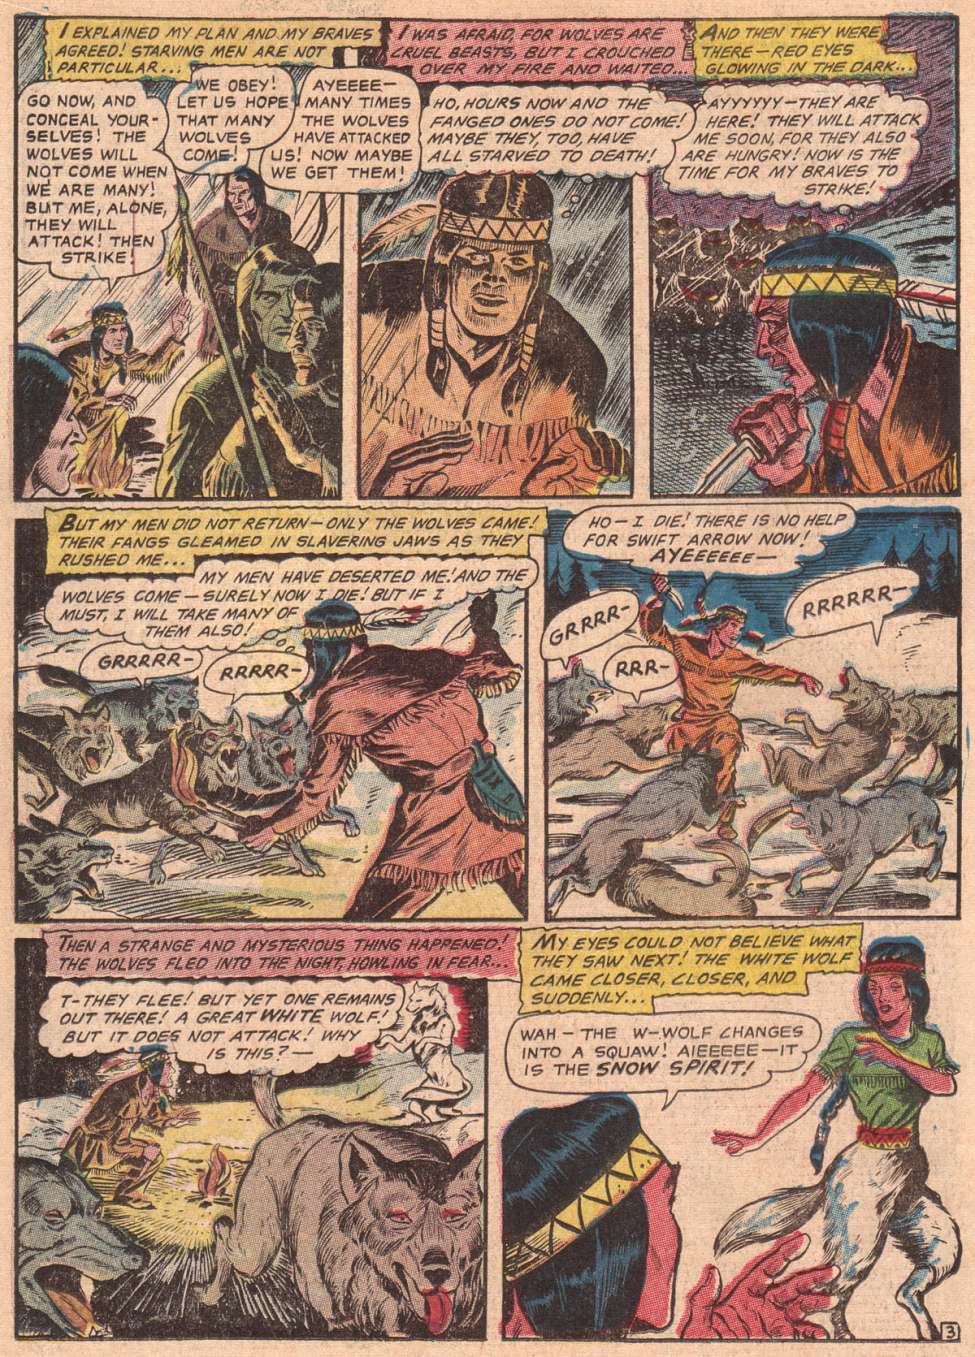 I EXPLAINED MY PLAN AND MY BRAVES
AGREED! STARVING MEN ARE NOT
PARTICULAR...
GO NOW, AND
CONCEAL YOUR-
SELVES! THE
WOLVES WILL
NOT COME WHEN
WE ARE MANY!
BUT ME, ALONE,
THEY WILL
ATTACK! THEN
STRIKE!
WE OBEY!
LET US HOPE
THAT MANY
WOLVES
COME!
AYEEEE-
MANY TIMES
THE WOLVES
HAVE ATTACKED
US! NOW MAYBE
WE GET THEM!
I WAS AFRAID, FOR WOLVES ARE
CRUEL BEASTS, BUT I CROUCHED
OVER MY FIRE AND WAITED...
HO, HOURS NOW AND THE
FANGED ONES DO NOT COME!
MAYBE THEY, TOO, HAVE
ALL STARVED TO DEATH!
AND THEN THEY WERE
THERE - RED EYES
GLOWING IN THE DARK...
AYYYYYY - THEY ARE
HERE! THEY WILL ATTACK
ME SOON, FOR THEY ALSO
ARE HUNGRY! NOW IS THE
TIME FOR MY BRAVES TO
STRIKE!
BUT MY MEN DID NOT RETURN - ONLY THE WOLVES CAME!
THEIR FANGS GLEAMED IN SLAVERING JAWS AS THEY
RUSHED ME...
MY MEN HAVE DESERTED ME! AND THE
WOLVES COME - SURELY NOW I DIE! BUT IF I
MUST, I WILL TAKE MANY OF
THEM ALSO!
GRRRRR-
RRRRR-
HO - I DIE! THERE IS NO HELP
FOR SWIFT ARROW NOW!
AYEEEEEE-
GRRRR-
RRR-
RRRRRR-
THEN A STRANGE AND MYSTERIOUS THING HAPPENED!
THE WOLVES FLED INTO THE NIGHT, HOWLING IN FEAR...
T-THEY FLEE! BUT YET ONE REMAINS
OUT THERE! A GREAT WHITE WOLF!
BUT IT DOES NOT ATTACK! WHY
IS THIS? -
MY EYES COULD NOT BELIEVE WHAT
THEY SAW NEXT! THE WHITE WOLF
CAME CLOSER, CLOSER, AND
SUDDENLY...
WAH - THE W-WOLF CHANGES
INTO A SQUAW! AIEEEEE - IT
IS THE SNOW SPIRIT!
3